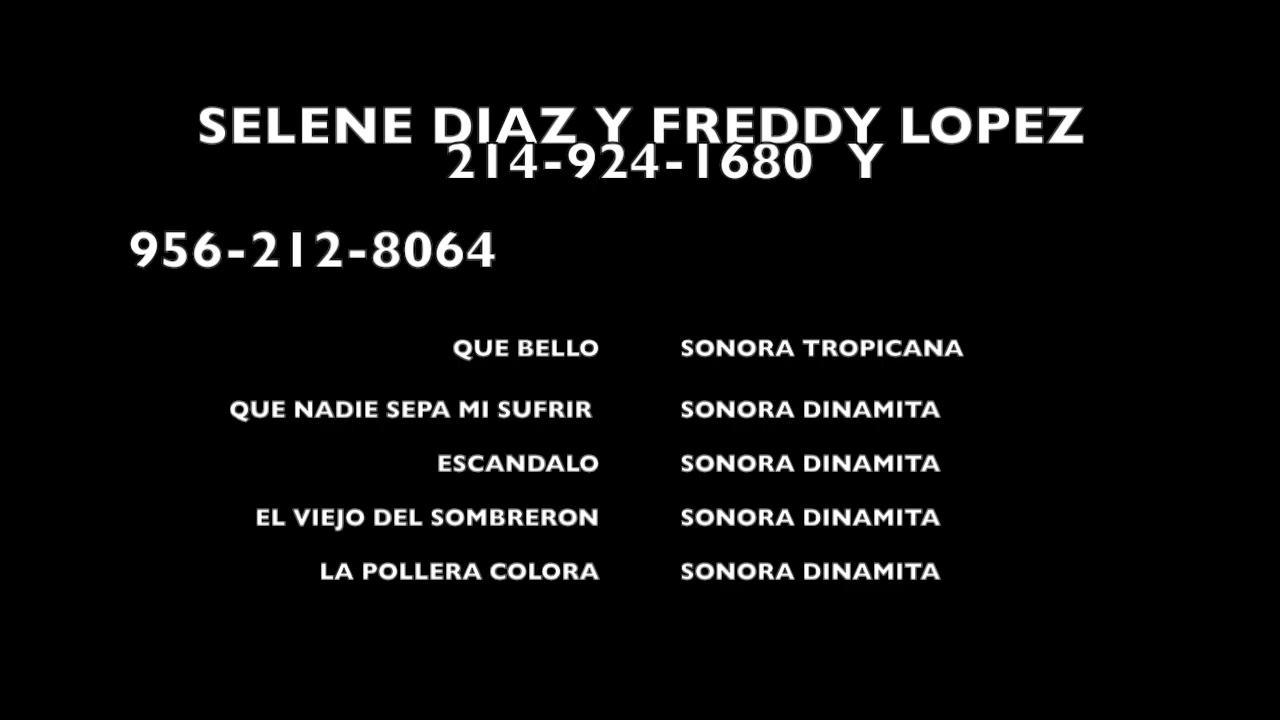 SELENE DIAZ Y FREDDY LOPEZ
214-924-1680 Y
956-212-8064
QUE BELLO SONORA TROPICANA
QUE NADIE SEPA MI SUFRIR SONORA DINAMITA
ESCANDALO SONORA DINAMITA
EL VIEJO DEL SOMBRERON SONORA DINAMITA
LA POLLERA COLORA SONORA DINAMITA